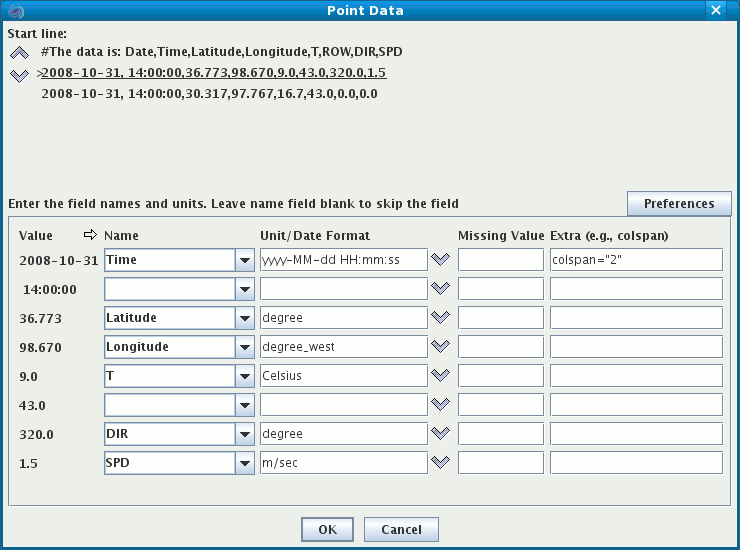 Point Data
Start line:
#The data is: Date,Time,Latitude,Longitude,T,ROW,DIR,SPD
>2008-10-31, 14:00:00,36.773,98.670,9.0,43.0,320.0,1.5
2008-10-31, 14:00:00,30.317,97.767,16.7,43.0,0.0,0.0
Enter the field names and units. Leave name field blank to skip the field
Preferences
Value Name Unit/Date Format Missing Value Extra (e.g., colspan)
2008-10-31 Time yyyy-MM-dd HH:mm:ss colspan="2"
14:00:00
36.773 Latitude degree
98.670 Longitude degree_west
9.0 T Celsius
43.0
320.0 DIR degree
1.5 SPD m/sec
OK Cancel